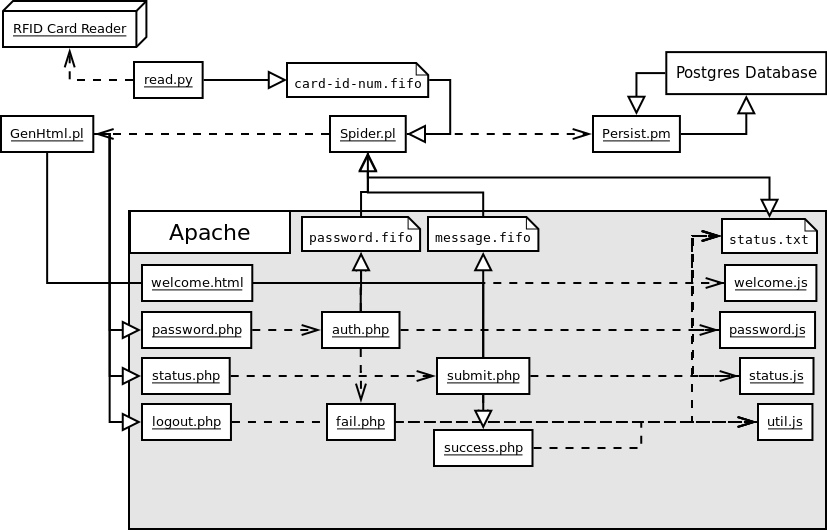 RFID Card Reader
read.py
card-id-num.fifo
Postgres Database
GenHtml.pl
Spider.pl
Persist.pm
Apache
password.fifo
message.fifo
status.txt
welcome.html
welcome.js
password.php
auth.php
password.js
status.php
submit.php
status.js
logout.php
fail.php
util.js
success.php